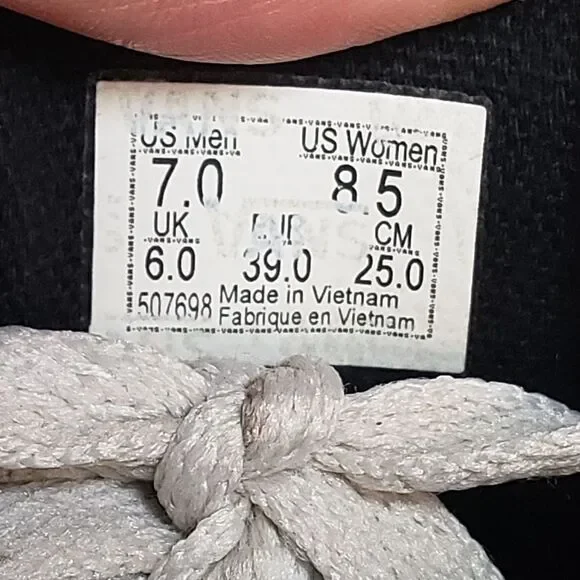 US Men US Women
7.0 8.5
UK EUR CM
6.0 39.0 25.0
507698 Made in Vietnam
Fabrique en Vietnam